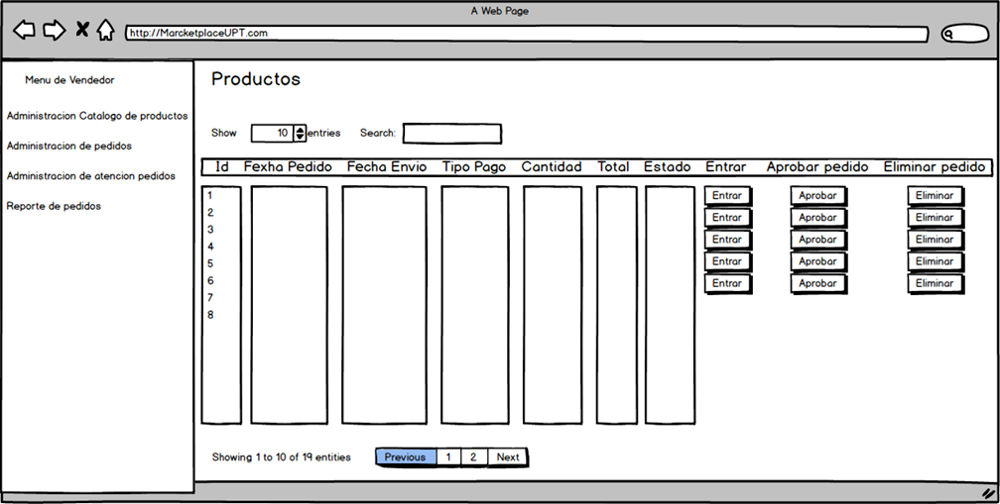 A Web Page
http://MarcketplaceUPT.com
Menu de Vendedor
Administracion Catalogo de productos
Administracion de pedidos
Administracion de atencion pedidos
Reporte de pedidos
Productos
Show 10 entries Search:
Id Fexha Pedido Fecha Envio Tipo Pago Cantidad Total Estado Entrar Aprobar pedido Eliminar pedido
1 Entrar Aprobar Eliminar
2 Entrar Aprobar Eliminar
3 Entrar Aprobar Eliminar
4 Entrar Aprobar Eliminar
5 Entrar Aprobar Eliminar
6
7
8
Showing 1 to 10 of 19 entities Previous 1 2 Next